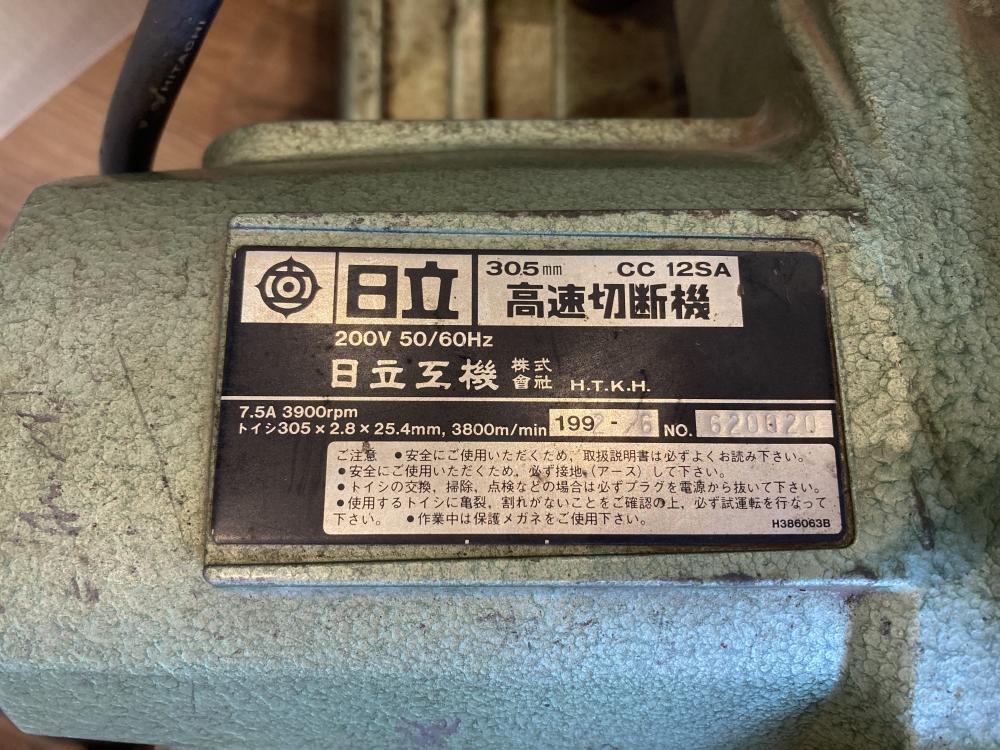 HITACHI
日立
305mm CC 12SA
高速切断機
200V 50/60Hz
日立工機 株式會社 H.T.K.H.
7.5A 3900rpm
トイシ305×2.8×25.4mm, 3800m/min 1992-6 NO. 620020
ご注意 ●安全にご使用いただくため、取扱説明書は必ずよくお読み下さい。
●安全にご使用いただくため、必ず接地(アース)して下さい。
●トイシの交換，掃除，点検などの場合は必ずプラグを電源から抜いて下さい。
●使用するトイシに亀裂，割れがないことをご確認の上，必ず試運転を行なって
下さい。 ●作業中は保護メガネをご使用下さい。
H386063B